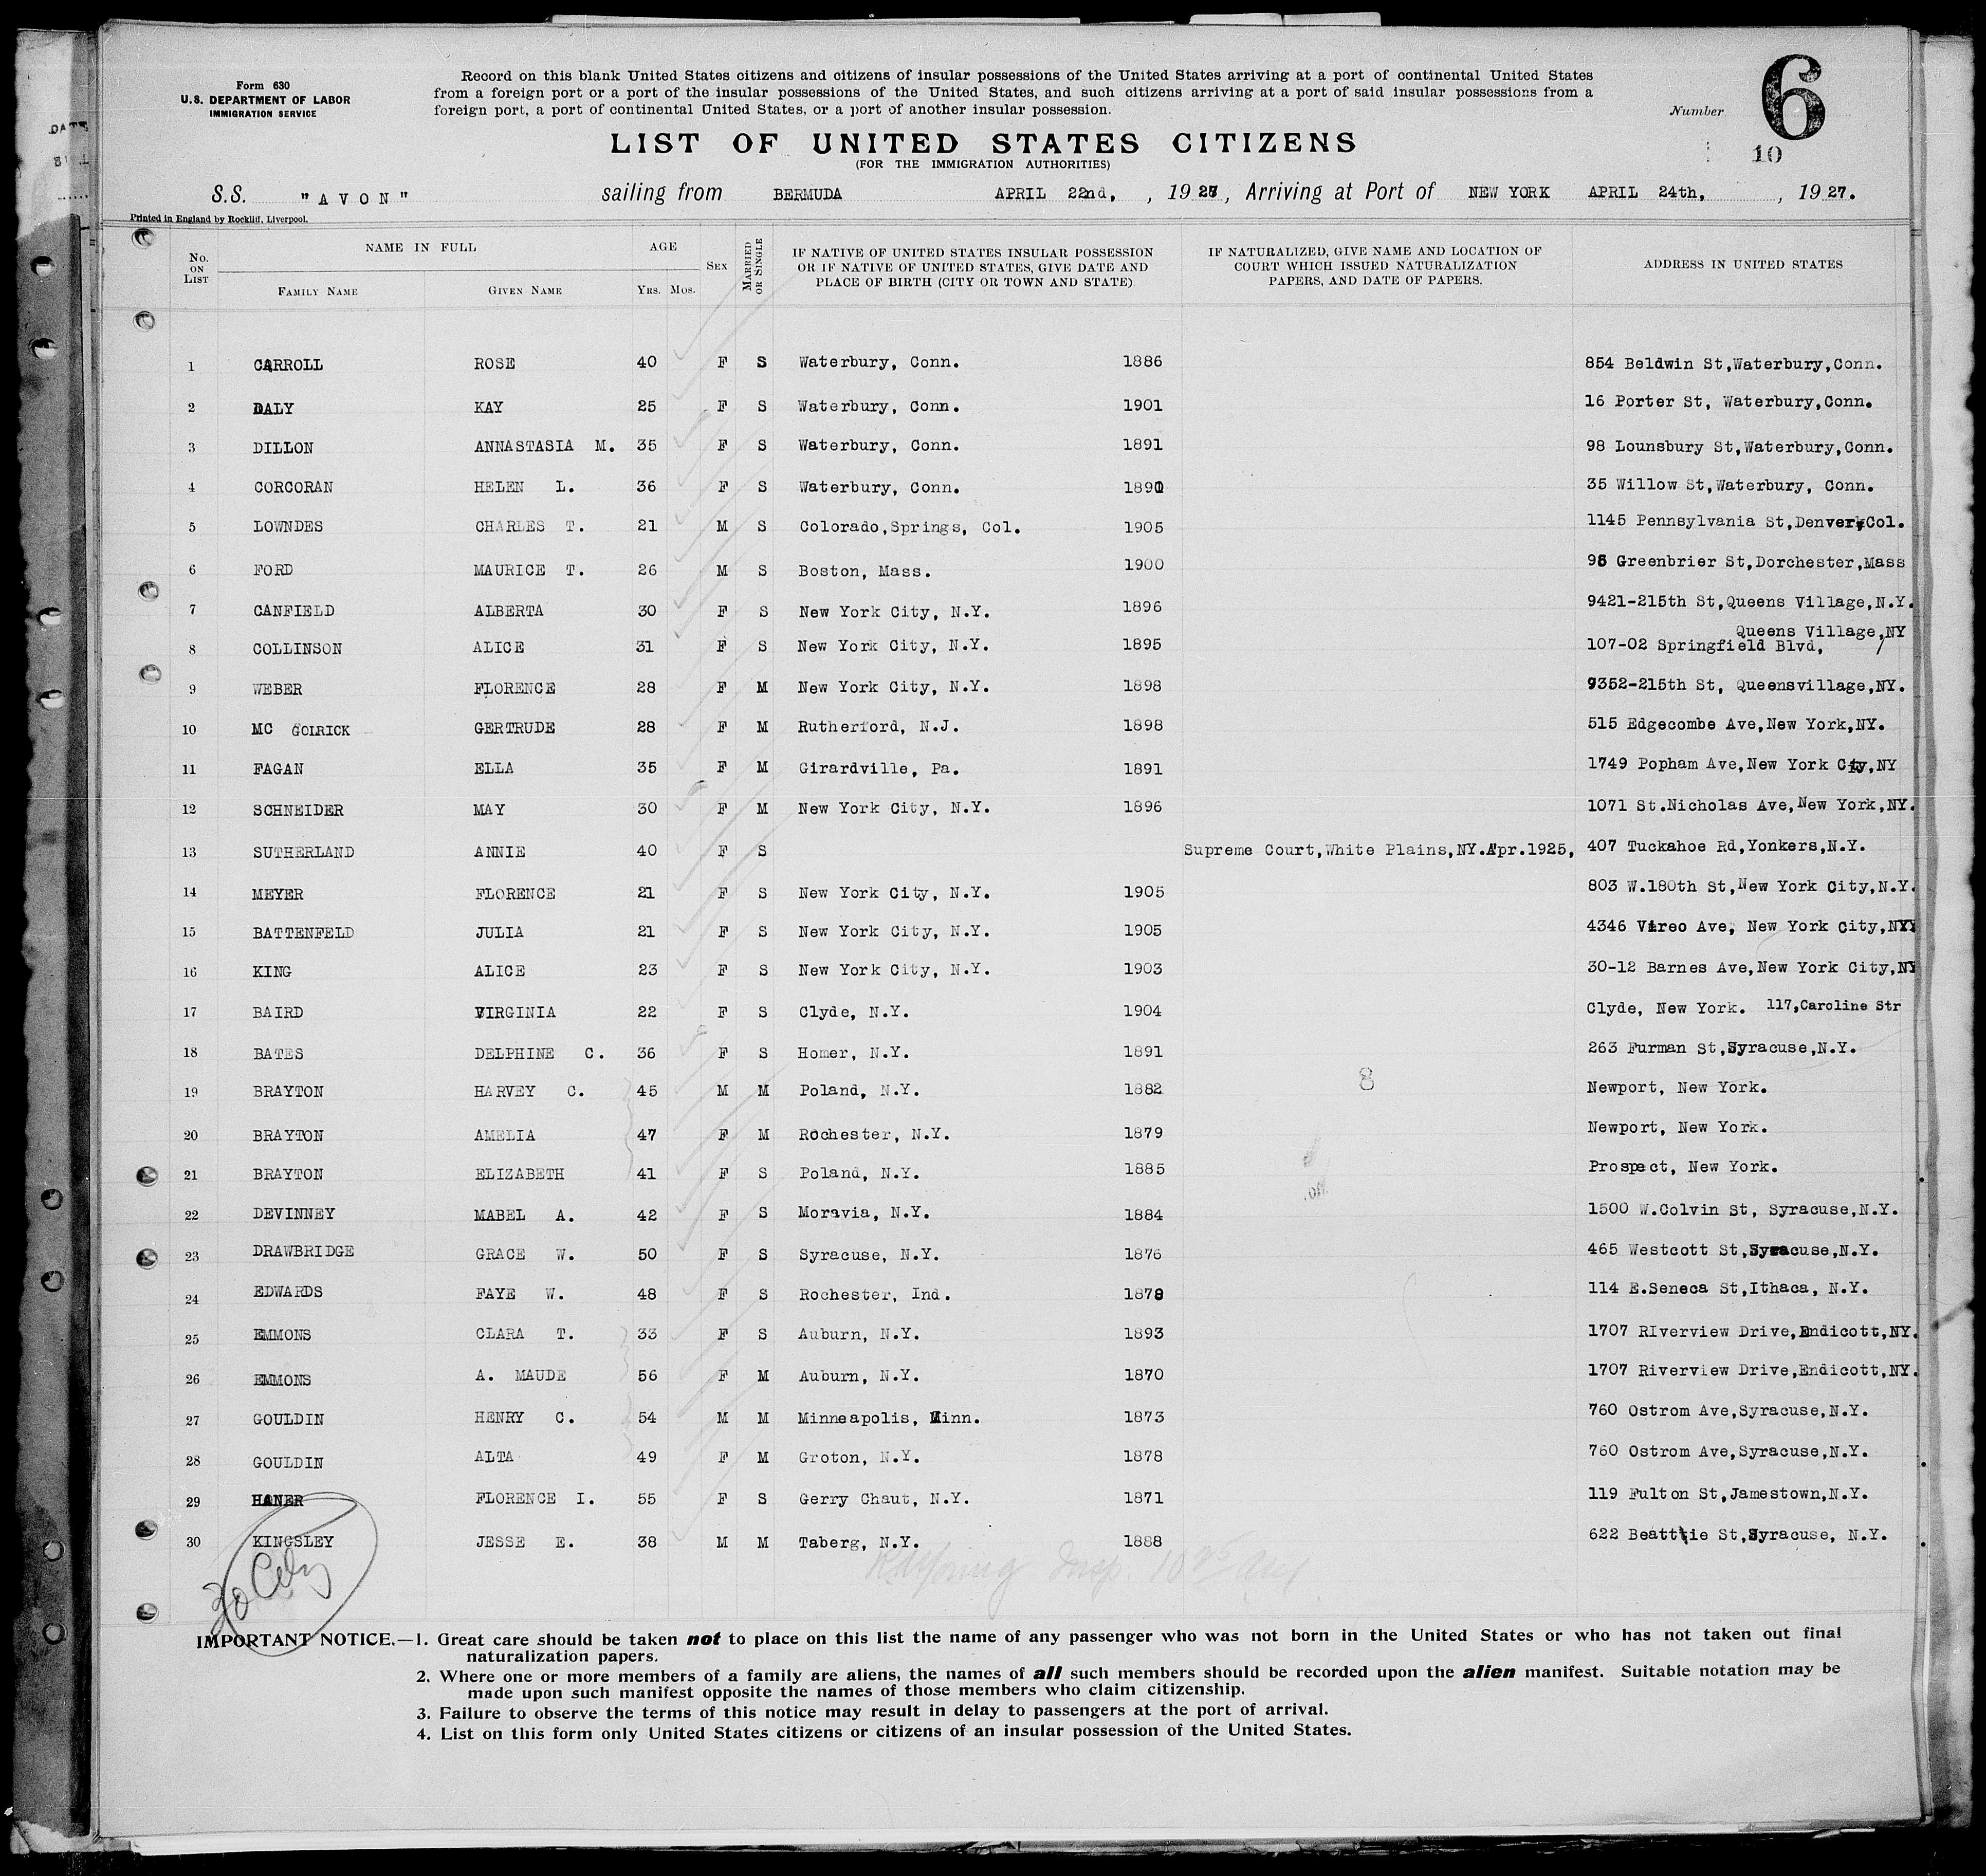 Form 630
U.S. DEPARTMENT OF LABOR
IMMIGRATION SERVICE
Record on this blank United States citizens and citizens of insular possessions of the United States arriving at a port of continental United States
from a foreign port or a port of the insular possessions of the United States, and such citizens arriving at a port of said insular possessions from a
foreign port, a port of continental United States, or a port of another insular possession.
Number 6
10
LIST OF UNITED STATES CITIZENS
(FOR THE IMMIGRATION AUTHORITIES)
S.S. "AVON" sailing from BERMUDA APRIL 22nd, , 1927, Arriving at Port of NEW YORK APRIL 24th, , 1927.
Printed in England by Rockliff, Liverpool.
No. ON LIST NAME IN FULL FAMILY NAME GIVEN NAME AGE YRS. MOS. SEX MARRIED OR SINGLE IF NATIVE OF UNITED STATES INSULAR POSSESSION OR IF NATIVE OF UNITED STATES, GIVE DATE AND PLACE OF BIRTH (CITY OR TOWN AND STATE). IF NATURALIZED, GIVE NAME AND LOCATION OF COURT WHICH ISSUED NATURALIZATION PAPERS, AND DATE OF PAPERS. ADDRESS IN UNITED STATES
1 CARROLL ROSE 40 F S Waterbury, Conn. 1886 854 Beldwin St,Waterbury,Conn.
2 DALY KAY 25 F S Waterbury, Conn. 1901 16 Porter St, Waterbury,Conn.
3 DILLON ANNASTASIA M. 35 F S Waterbury, Conn. 1891 98 Lounsbury St,Waterbury,Conn.
4 CORCORAN HELEN L. 36 F S Waterbury, Conn. 1890 35 Willow St,Waterbury, Conn.
5 LOWNDES CHARLES T. 21 M S Colorado,Springs, Col. 1905 1145 Pennsylvania St,Denver,Col.
6 FORD MAURICE T. 26 M S Boston, Mass. 1900 Greenbrier St,Dorchester,Mass
7 CANFIELD ALBERTA 30 F S New York City, N.Y. 1896 9421-215th St,Queens Village,N.Y.
8 COLLINSON ALICE 31 F S New York City, N.Y. 1895 107-02 Springfield Blvd, Queens Village,NY
9 WEBER FLORENCE 28 F M New York City, N.Y. 1898 9352-215th St, Queensvillage,NY.
10 MC GOLRICK GERTRUDE 28 F M Rutherford, N.J. 1898 515 Edgecombe Ave,New York,NY.
11 FAGAN ELLA 35 F M Girardville, Pa. 1891 1749 Popham Ave,New York City,NY
12 SCHNEIDER MAY 30 F M New York City, N.Y. 1896 1071 St.Nicholas Ave,New York,NY.
13 SUTHERLAND ANNIE 40 F S Supreme Court,White Plains,NY.Apr.1925, 407 Tuckahoe Rd,Yonkers,N.Y.
14 MEYER FLORENCE 21 F S New York City, N.Y. 1905 803 W.180th St,New York City,N.Y.
15 BATTENFELD JULIA 21 F S New York City, N.Y. 1905 4346 Vireo Ave, New York City,NY
16 KING ALICE 23 F S New York City, N.Y. 1903 30-12 Barnes Ave,New York City,NY
17 BAIRD VIRGINIA 22 F S Clyde, N.Y. 1904 Clyde, New York. 117,Caroline Str
18 BATES DELPHINE C. 36 F S Homer, N.Y. 1891 263 Furman St,Syracuse,N.Y.
19 BRAYTON HARVEY C. 45 M M Poland, N.Y. 1882 8 Newport, New York.
20 BRAYTON AMELIA 47 F M Rochester, N.Y. 1879 Newport, New York.
21 BRAYTON ELIZABETH 41 F S Poland, N.Y. 1885 Prospect, New York.
22 DEVINNEY MABEL A. 42 F S Moravia, N.Y. 1884 1500 W.Colvin St, Syracuse,N.Y.
23 DRAWBRIDGE GRACE W. 50 F S Syracuse, N.Y. 1876 465 Westcott St,Syracuse,N.Y.
24 EDWARDS FAYE W. 48 F S Rochester, Ind. 1879 114 E.Seneca St,Ithaca, N.Y.
25 EMMONS CLARA T. 33 F S Auburn, N.Y. 1893 1707 RIverview Drive,Endicott,NY.
26 EMMONS A. MAUDE 56 F M Auburn, N.Y. 1870 1707 Riverview Drive,Endicott,NY.
27 GOULDIN HENRY C. 54 M M Minneapolis, Minn. 1873 760 Ostrom Ave,Syracuse,N.Y.
28 GOULDIN ALTA 49 F M Groton, N.Y. 1878 760 Ostrom Ave,Syracuse,N.Y.
29 HANER FLORENCE I. 55 F S Gerry Chaut, N.Y. 1871 119 Fulton St,Jamestown,N.Y.
30 KINGSLEY JESSE E. 38 M M Taberg, N.Y. 1888 622 Beattie St,Syracuse, N.Y.
IMPORTANT NOTICE.—1. Great care should be taken not to place on this list the name of any passenger who was not born in the United States or who has not taken out final
naturalization papers.
2. Where one or more members of a family are aliens, the names of all such members should be recorded upon the alien manifest. Suitable notation may be
made upon such manifest opposite the names of those members who claim citizenship.
3. Failure to observe the terms of this notice may result in delay to passengers at the port of arrival.
4. List on this form only United States citizens or citizens of an insular possession of the United States.